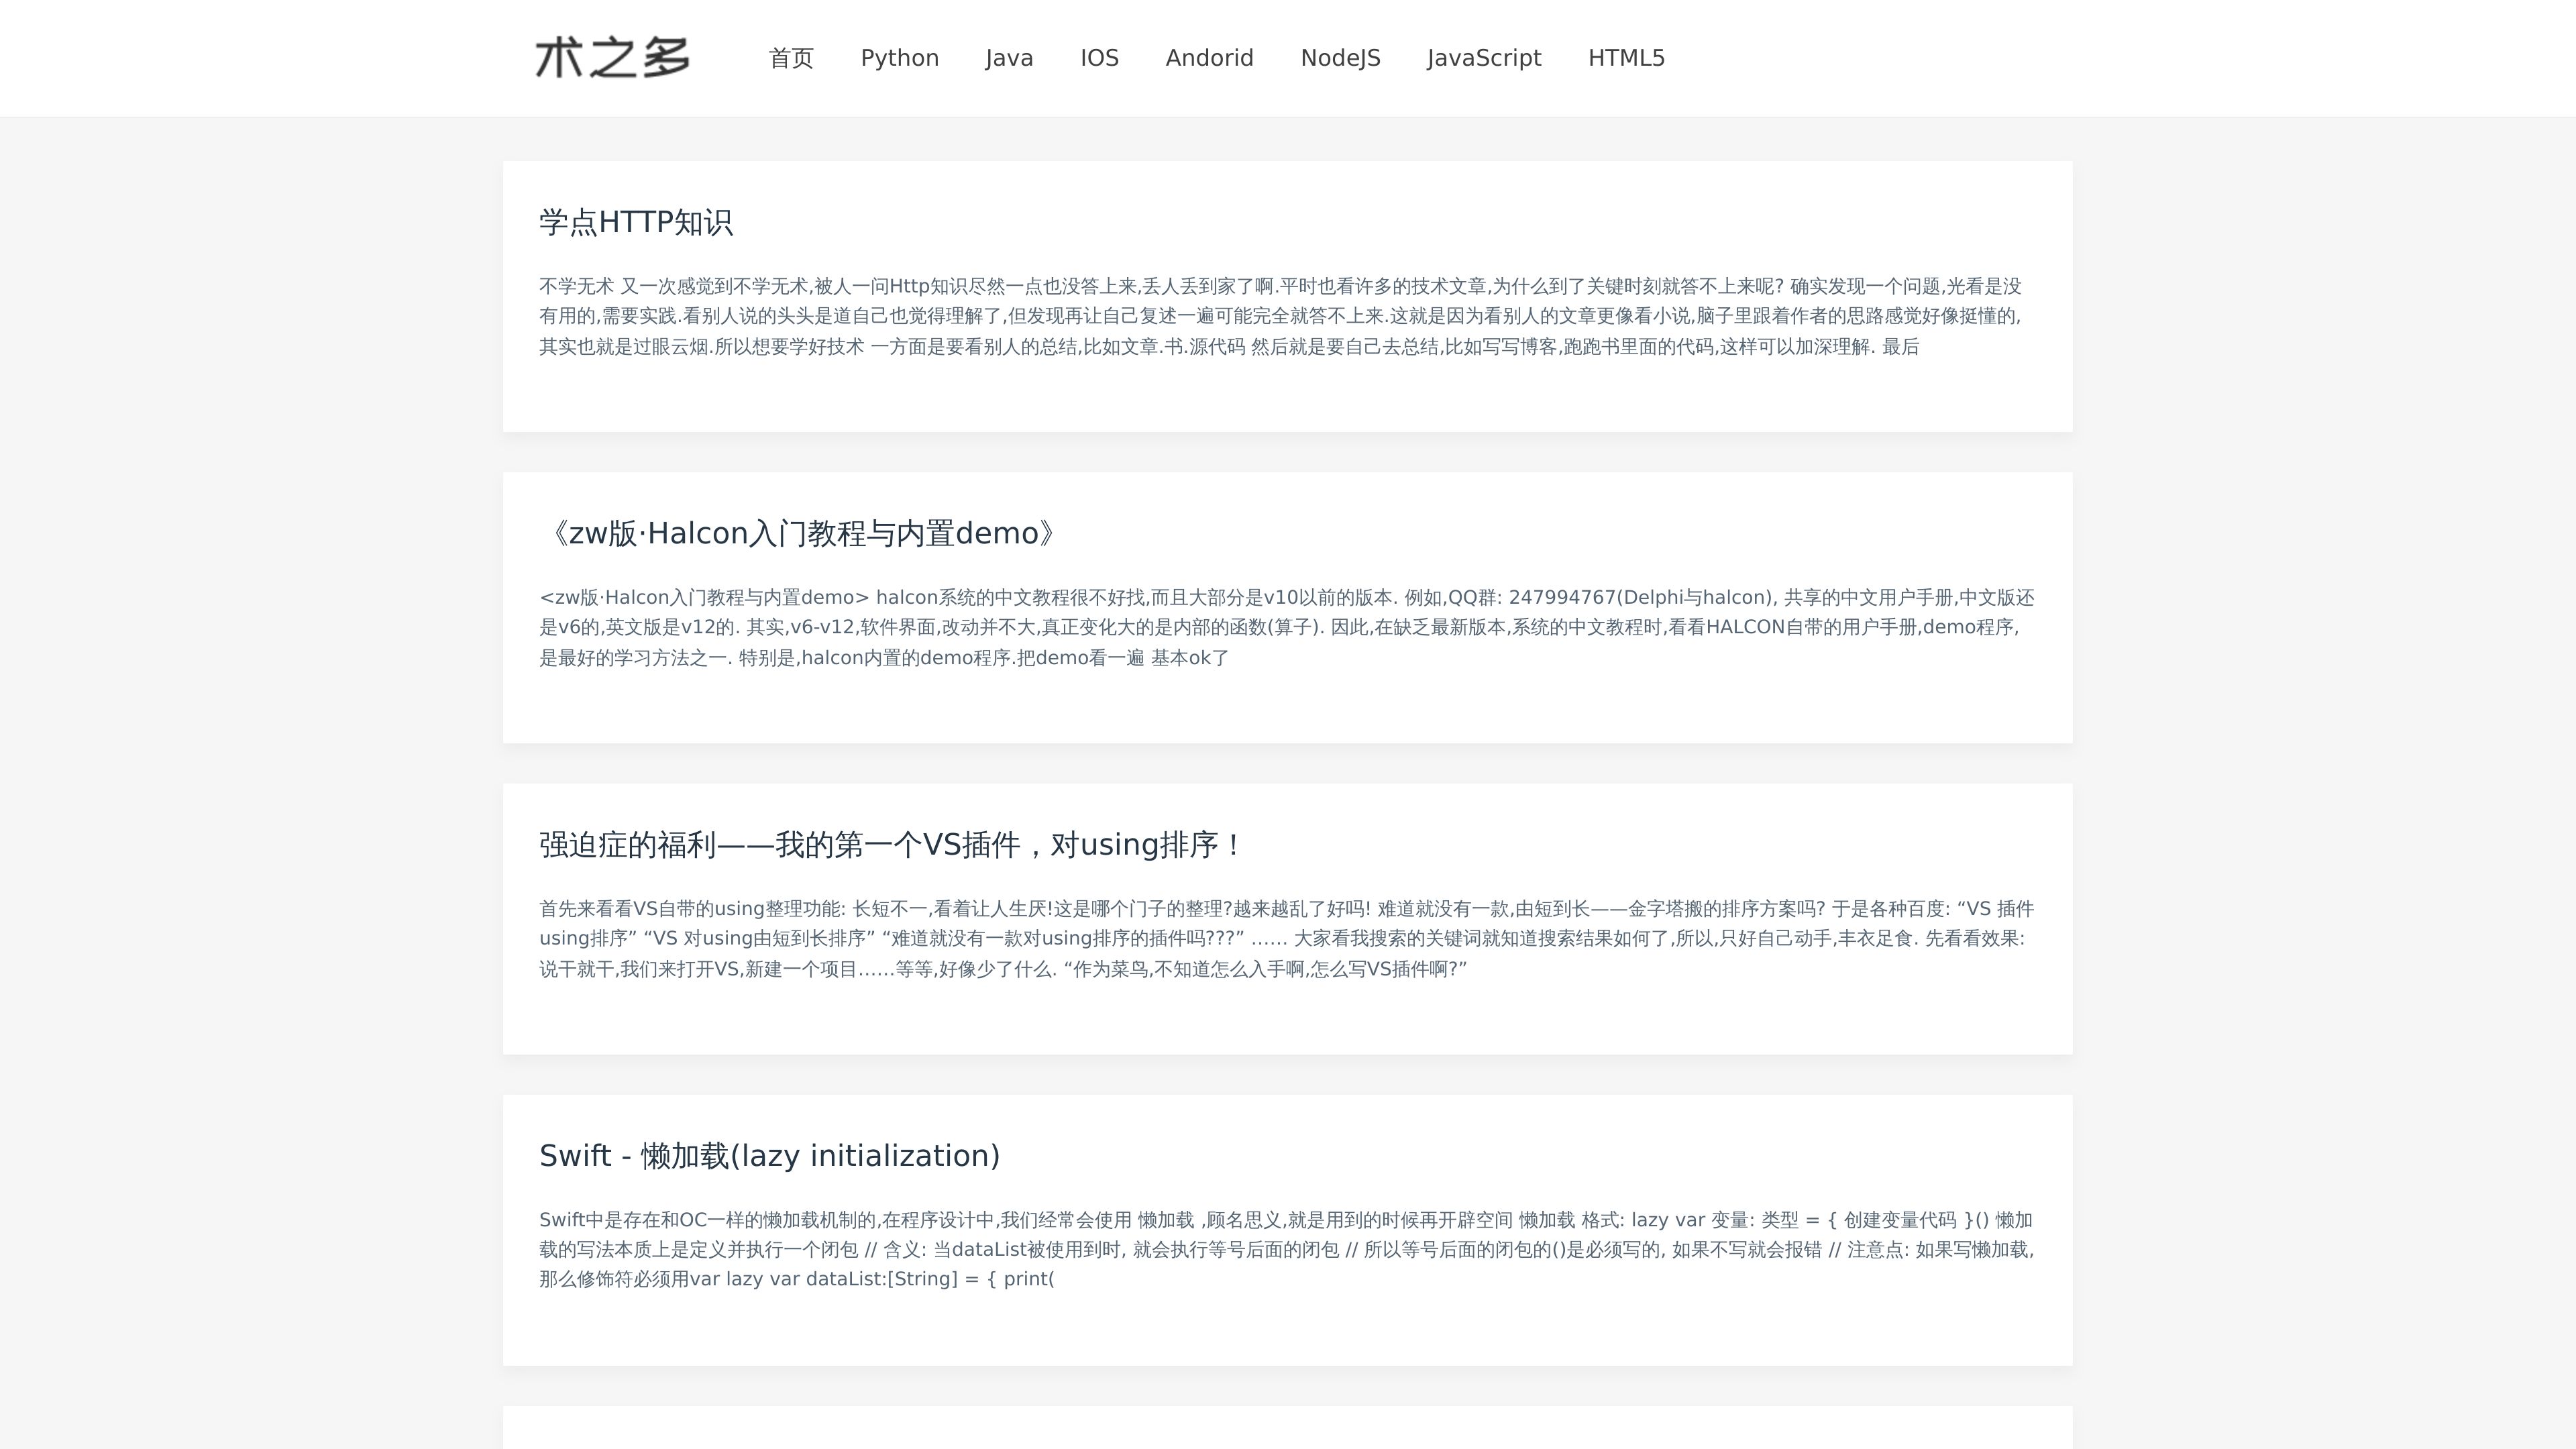 术之多
首页 Python Java IOS Andorid NodeJS JavaScript HTML5
学点HTTP知识
不学无术 又一次感觉到不学无术,被人一问Http知识尽然一点也没答上来,丢人丢到家了啊.平时也看许多的技术文章,为什么到了关键时刻就答不上来呢? 确实发现一个问题,光看是没
有用的,需要实践.看别人说的头头是道自己也觉得理解了,但发现再让自己复述一遍可能完全就答不上来.这就是因为看别人的文章更像看小说,脑子里跟着作者的思路感觉好像挺懂的,
其实也就是过眼云烟.所以想要学好技术 一方面是要看别人的总结,比如文章.书.源代码 然后就是要自己去总结,比如写写博客,跑跑书里面的代码,这样可以加深理解. 最后
《zw版·Halcon入门教程与内置demo》
<zw版·Halcon入门教程与内置demo> halcon系统的中文教程很不好找,而且大部分是v10以前的版本. 例如,QQ群: 247994767(Delphi与halcon), 共享的中文用户手册,中文版还
是v6的,英文版是v12的. 其实,v6-v12,软件界面,改动并不大,真正变化大的是内部的函数(算子). 因此,在缺乏最新版本,系统的中文教程时,看看HALCON自带的用户手册,demo程序,
是最好的学习方法之一. 特别是,halcon内置的demo程序.把demo看一遍 基本ok了
强迫症的福利——我的第一个VS插件，对using排序！
首先来看看VS自带的using整理功能: 长短不一,看着让人生厌!这是哪个门子的整理?越来越乱了好吗! 难道就没有一款,由短到长——金字塔搬的排序方案吗? 于是各种百度: “VS 插件
using排序” “VS 对using由短到长排序” “难道就没有一款对using排序的插件吗???” …… 大家看我搜索的关键词就知道搜索结果如何了,所以,只好自己动手,丰衣足食. 先看看效果:
说干就干,我们来打开VS,新建一个项目……等等,好像少了什么. “作为菜鸟,不知道怎么入手啊,怎么写VS插件啊?”
Swift - 懒加载(lazy initialization)
Swift中是存在和OC一样的懒加载机制的,在程序设计中,我们经常会使用 懒加载 ,顾名思义,就是用到的时候再开辟空间 懒加载 格式: lazy var 变量: 类型 = { 创建变量代码 }() 懒加
载的写法本质上是定义并执行一个闭包 // 含义: 当dataList被使用到时, 就会执行等号后面的闭包 // 所以等号后面的闭包的()是必须写的, 如果不写就会报错 // 注意点: 如果写懒加载,
那么修饰符必须用var lazy var dataList:[String] = { print(